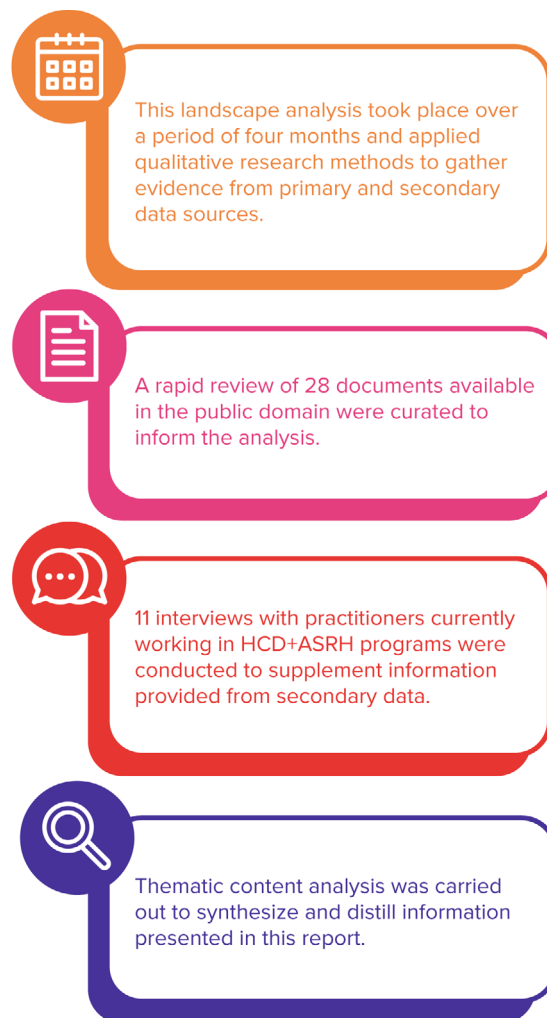 This landscape analysis took place over
a period of four months and applied
qualitative research methods to gather
evidence from primary and secondary
data sources.
A rapid review of 28 documents available
in the public domain were curated to
inform the analysis.
11 interviews with practitioners currently
working in HCD+ASRH programs were
conducted to supplement information
provided from secondary data.
Thematic content analysis was carried
out to synthesize and distill information
presented in this report.